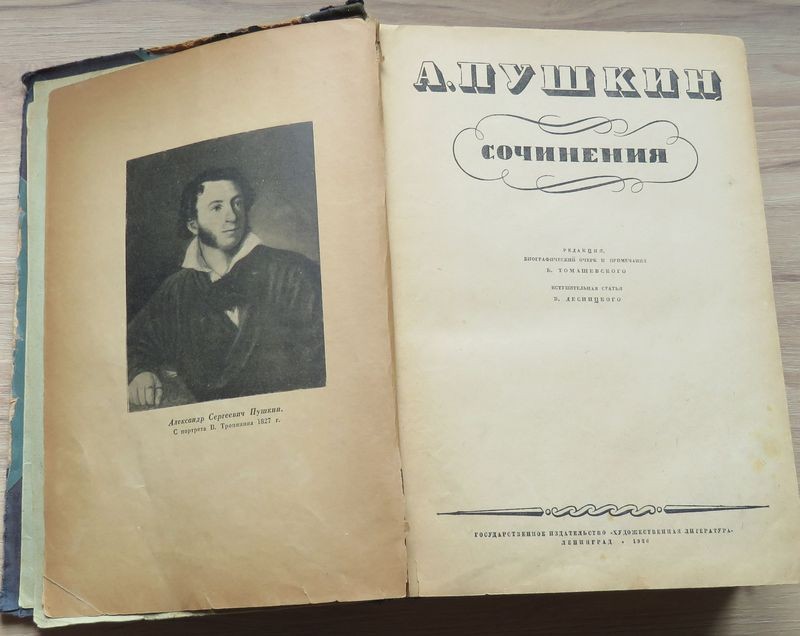 Александр Сергеевич Пушкин.
С портрета В. Тропинина 1827 г.
А. ПУШКИН
СОЧИНЕНИЯ
РЕДАКЦИЯ,
БИОГРАФИЧЕСКИЙ ОЧЕРК И ПРИМЕЧАНИЯ
Б. ТОМАШЕВСКОГО
ВСТУПИТЕЛЬНАЯ СТАТЬЯ
В. ДЕСНИЦКОГО
ГОСУДАРСТВЕННОЕ ИЗДАТЕЛЬСТВО «ХУДОЖЕСТВЕННАЯ ЛИТЕРАТУРА»
ЛЕНИНГРАД • 1936